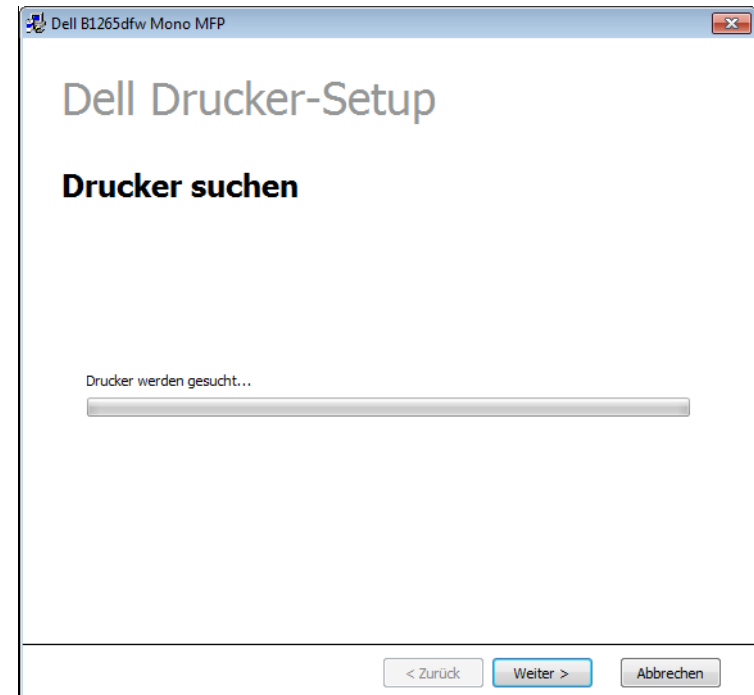 Dell B1265dfw Mono MFP
Dell Drucker-Setup
Drucker suchen
Drucker werden gesucht...
< Zurück Weiter > Abbrechen